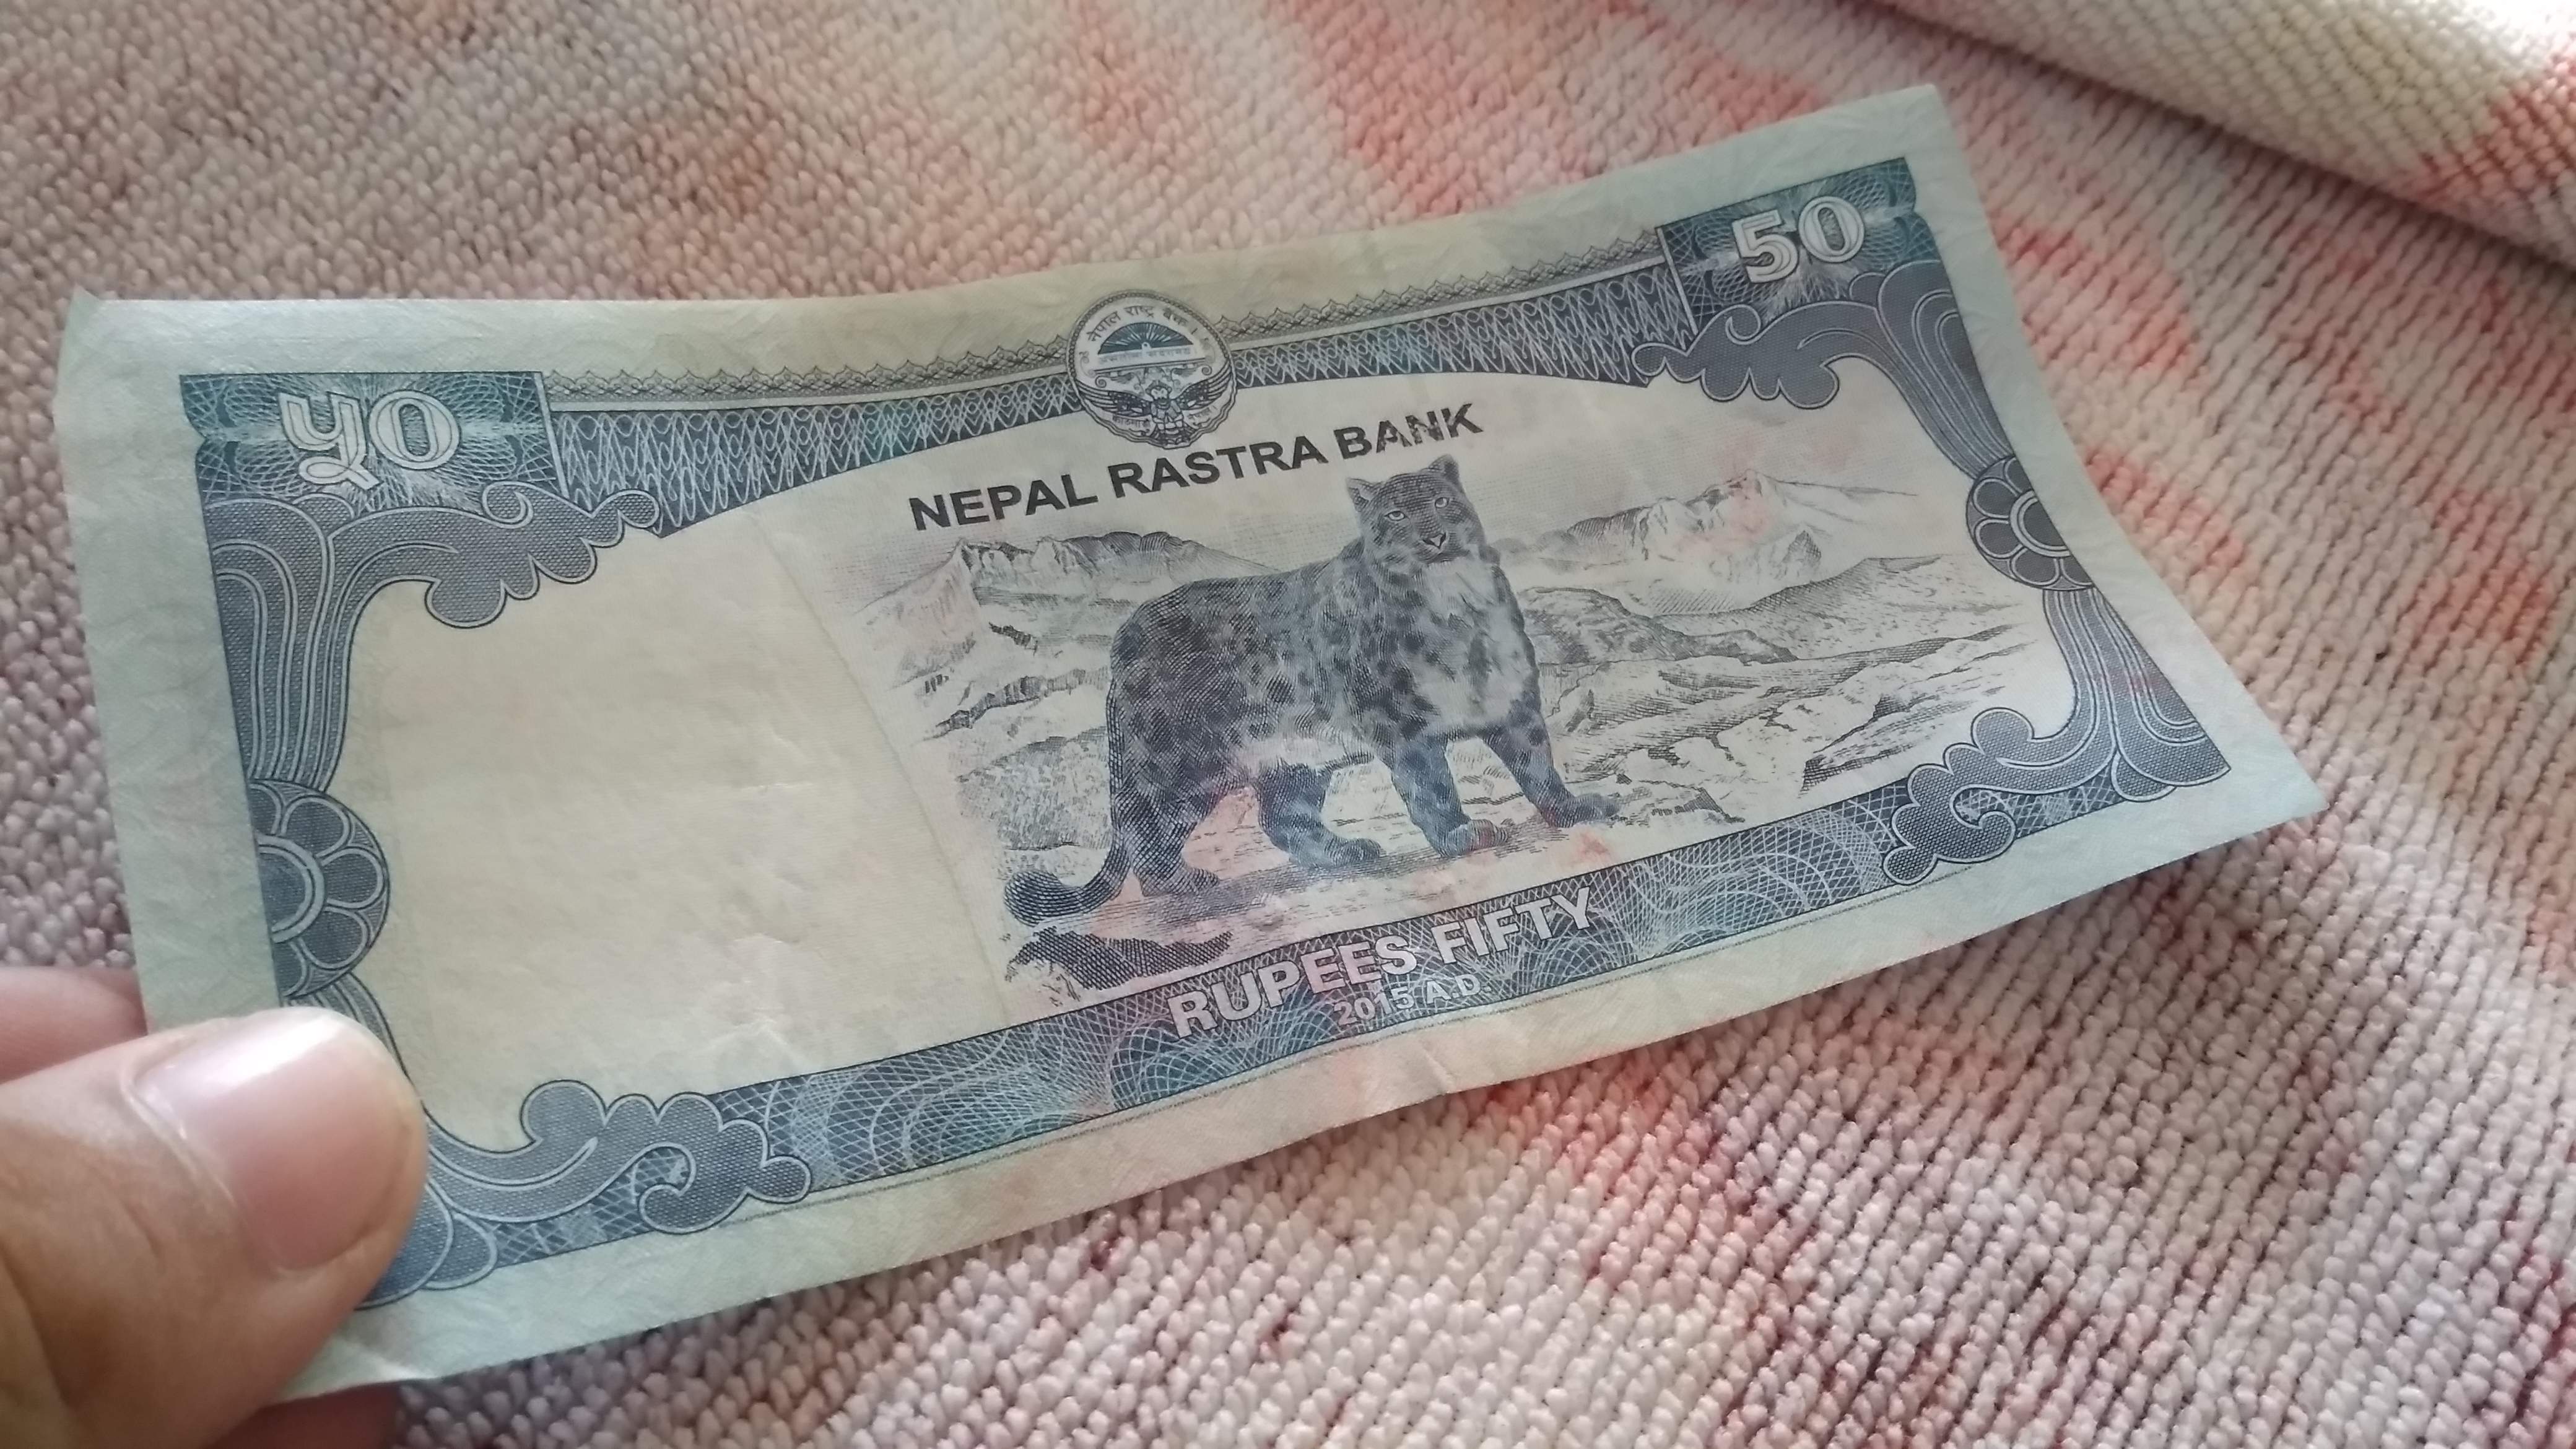 ५०
50
नेपाल राष्ट्र बैंक
NEPAL RASTRA BANK
RUPEES FIFTY
2015 A.D.